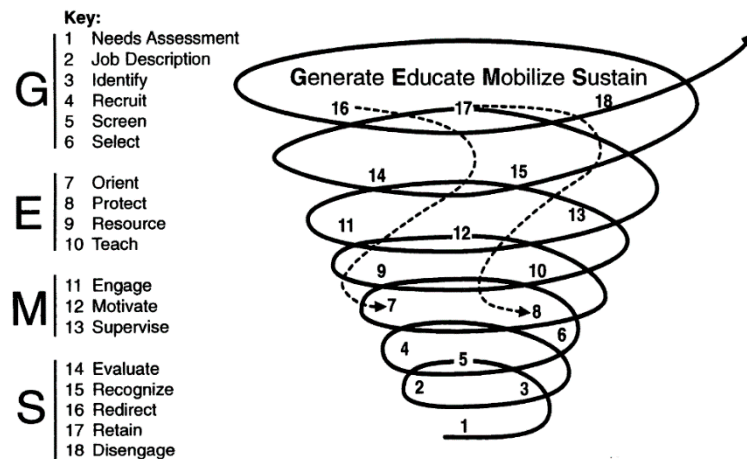 Key:
G
1 Needs Assessment
2 Job Description
3 Identify
4 Recruit
5 Screen
6 Select
E
7 Orient
8 Protect
9 Resource
10 Teach
M
11 Engage
12 Motivate
13 Supervise
S
14 Evaluate
15 Recognize
16 Redirect
17 Retain
18 Disengage
Generate Educate Mobilize Sustain
16 17 18
14 15
11 12 13
9 10
7 8
4 5 6
2 3
1